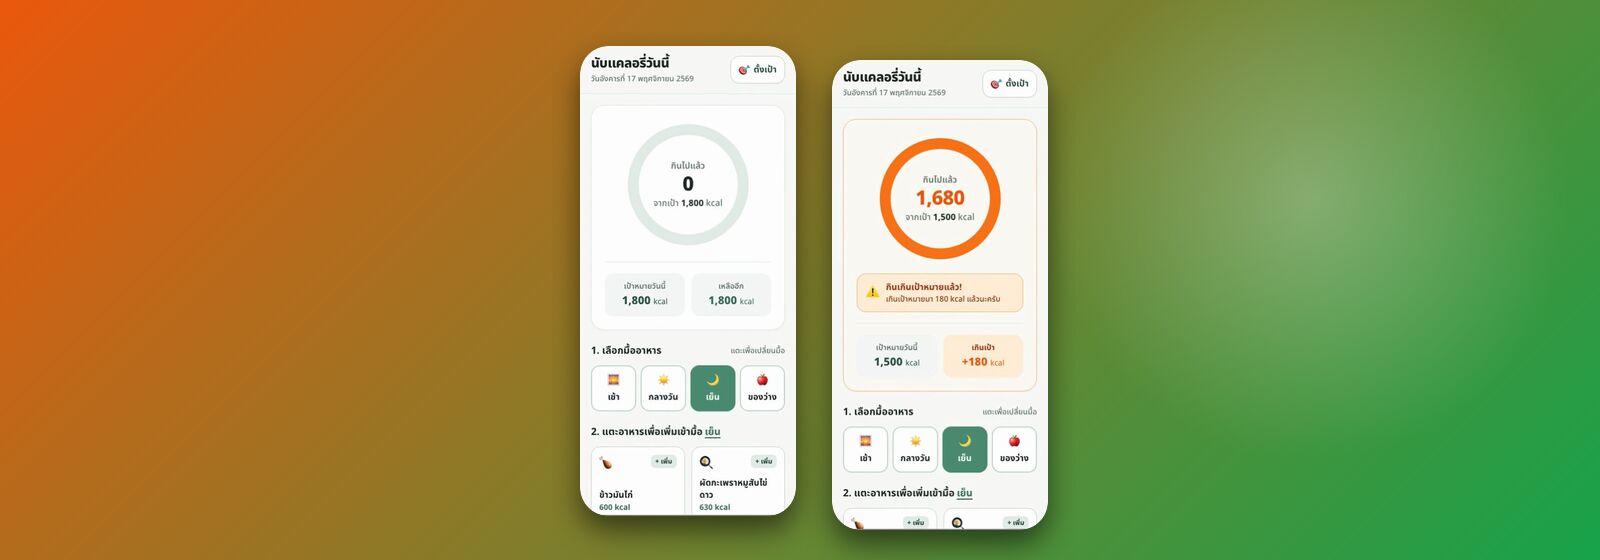 นับแคลอรี่วันนี้
วันอังคารที่ 17 พฤศจิกายน 2569
🎯 ตั้งเป้า
กินไปแล้ว
0
จากเป้า 1,800 kcal
เป้าหมายวันนี้
1,800 kcal
เหลืออีก
1,800 kcal
1. เลือกมื้ออาหาร
แตะเพื่อเปลี่ยนมื้อ
เช้า
กลางวัน
เย็น
ของว่าง
2. แตะอาหารเพื่อเพิ่มเข้ามื้อ เย็น
+ เพิ่ม
ข้าวมันไก่
600 kcal
+ เพิ่ม
ผัดกะเพราหมูสับไข่
ดาว
630 kcal
นับแคลอรี่วันนี้
วันอังคารที่ 17 พฤศจิกายน 2569
🎯 ตั้งเป้า
กินไปแล้ว
1,680
จากเป้า 1,500 kcal
กินเกินเป้าหมายแล้ว!
เกินเป้าหมายมา 180 kcal แล้วนะครับ
เป้าหมายวันนี้
1,500 kcal
เกินเป้า
+180 kcal
1. เลือกมื้ออาหาร
แตะเพื่อเปลี่ยนมื้อ
เช้า
กลางวัน
เย็น
ของว่าง
2. แตะอาหารเพื่อเพิ่มเข้ามื้อ เย็น
+ เพิ่ม
+ เพิ่ม